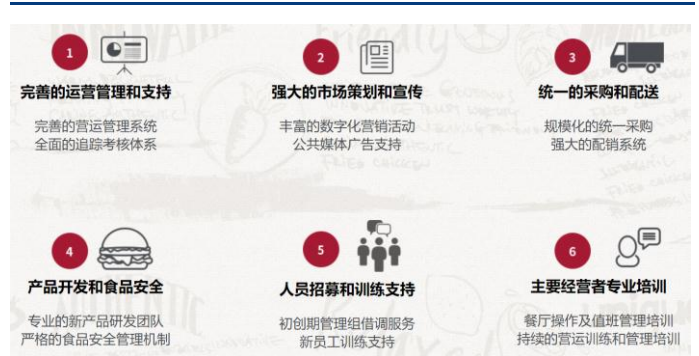 1
完善的运营管理和支持
完善的营运管理系统
全面的追踪考核体系
2
强大的市场策划和宣传
丰富的数字化营销活动
公共媒体广告支持
3
统一的采购和配送
规模化的统一采购
强大的配销系统
4
产品开发和食品安全
专业的新产品研发团队
严格的食品安全管理机制
5
人员招募和训练支持
初创期管理组借调服务
新员工训练支持
6
主要经营者专业培训
餐厅操作及值班管理培训
持续的营运训练和管理培训